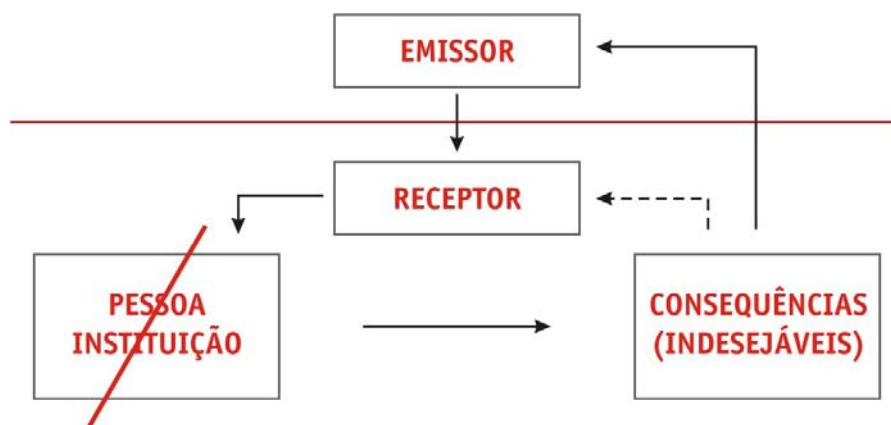 EMISSOR
RECEPTOR
PESSOA
INSTITUIÇÃO
CONSEQUÊNCIAS
(INDESEJÁVEIS)